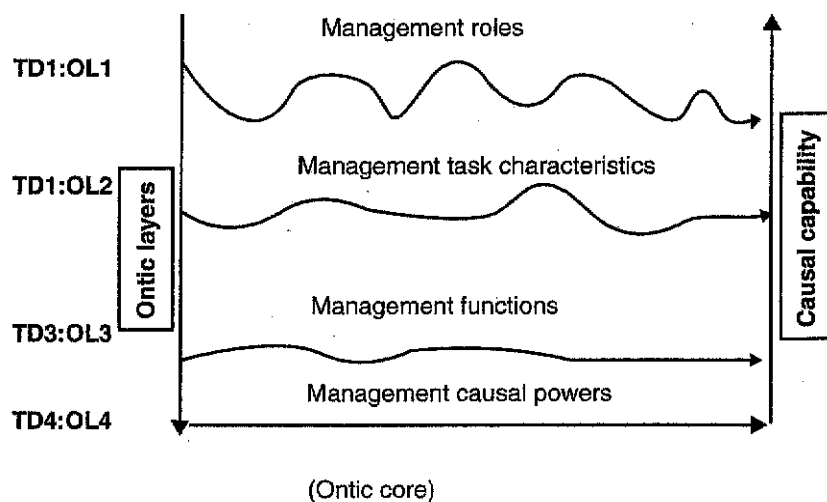 Management roles
TD1:OL1
Management task characteristics
TD1:OL2
Ontic layers
Causal capability
Management functions
TD3:OL3
Management causal powers
TD4:OL4
(Ontic core)